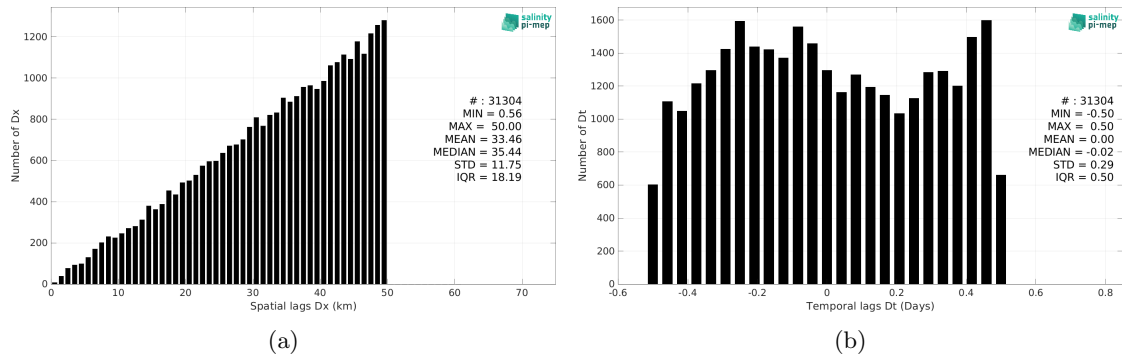 1200
1000
800
600
400
200
0
Number of Dx
0 10 20 30 40 50 60 70
Spatial lags Dx (km)
salinity
pi-mep
# : 31304
MIN = 0.56
MAX = 50.00
MEAN = 33.46
MEDIAN = 35.44
STD = 11.75
IQR = 18.19
(a)
1600
1400
1200
1000
800
600
400
200
0
Number of Dt
-0.6 -0.4 -0.2 0 0.2 0.4 0.6 0.8
Temporal lags Dt (Days)
salinity
pi-mep
# : 31304
MIN = -0.50
MAX = 0.50
MEAN = 0.00
MEDIAN = -0.02
STD = 0.29
IQR = 0.50
(b)